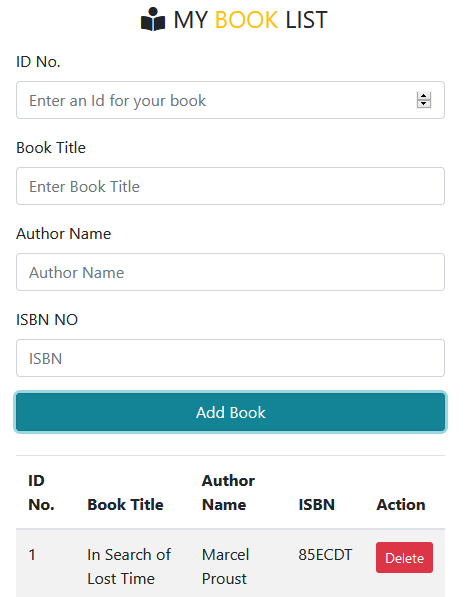 MY BOOK LIST
ID No.
Enter an Id for your book
Book Title
Enter Book Title
Author Name
Author Name
ISBN NO
ISBN
Add Book
ID No. Book Title Author Name ISBN Action
1 In Search of Lost Time Marcel Proust 85ECDT Delete